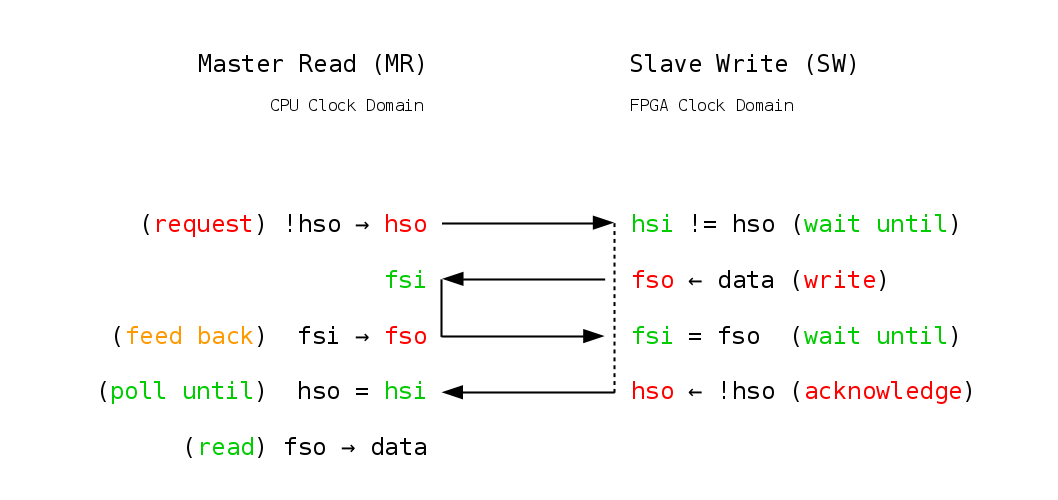 Master Read (MR) Slave Write (SW)
CPU Clock Domain FPGA Clock Domain
(request) !hso → hso hsi != hso (wait until)
fsi fso ← data (write)
(feed back) fsi → fso fsi = fso (wait until)
(poll until) hso = hsi hso ← !hso (acknowledge)
(read) fso → data